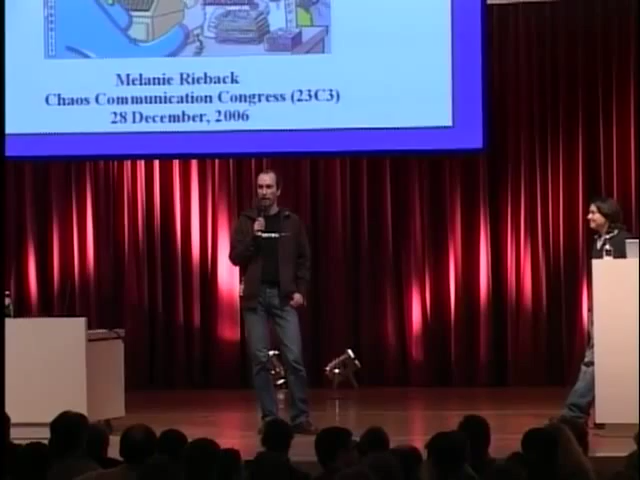 Melanie Rieback
Chaos Communication Congress (23C3)
28 December, 2006